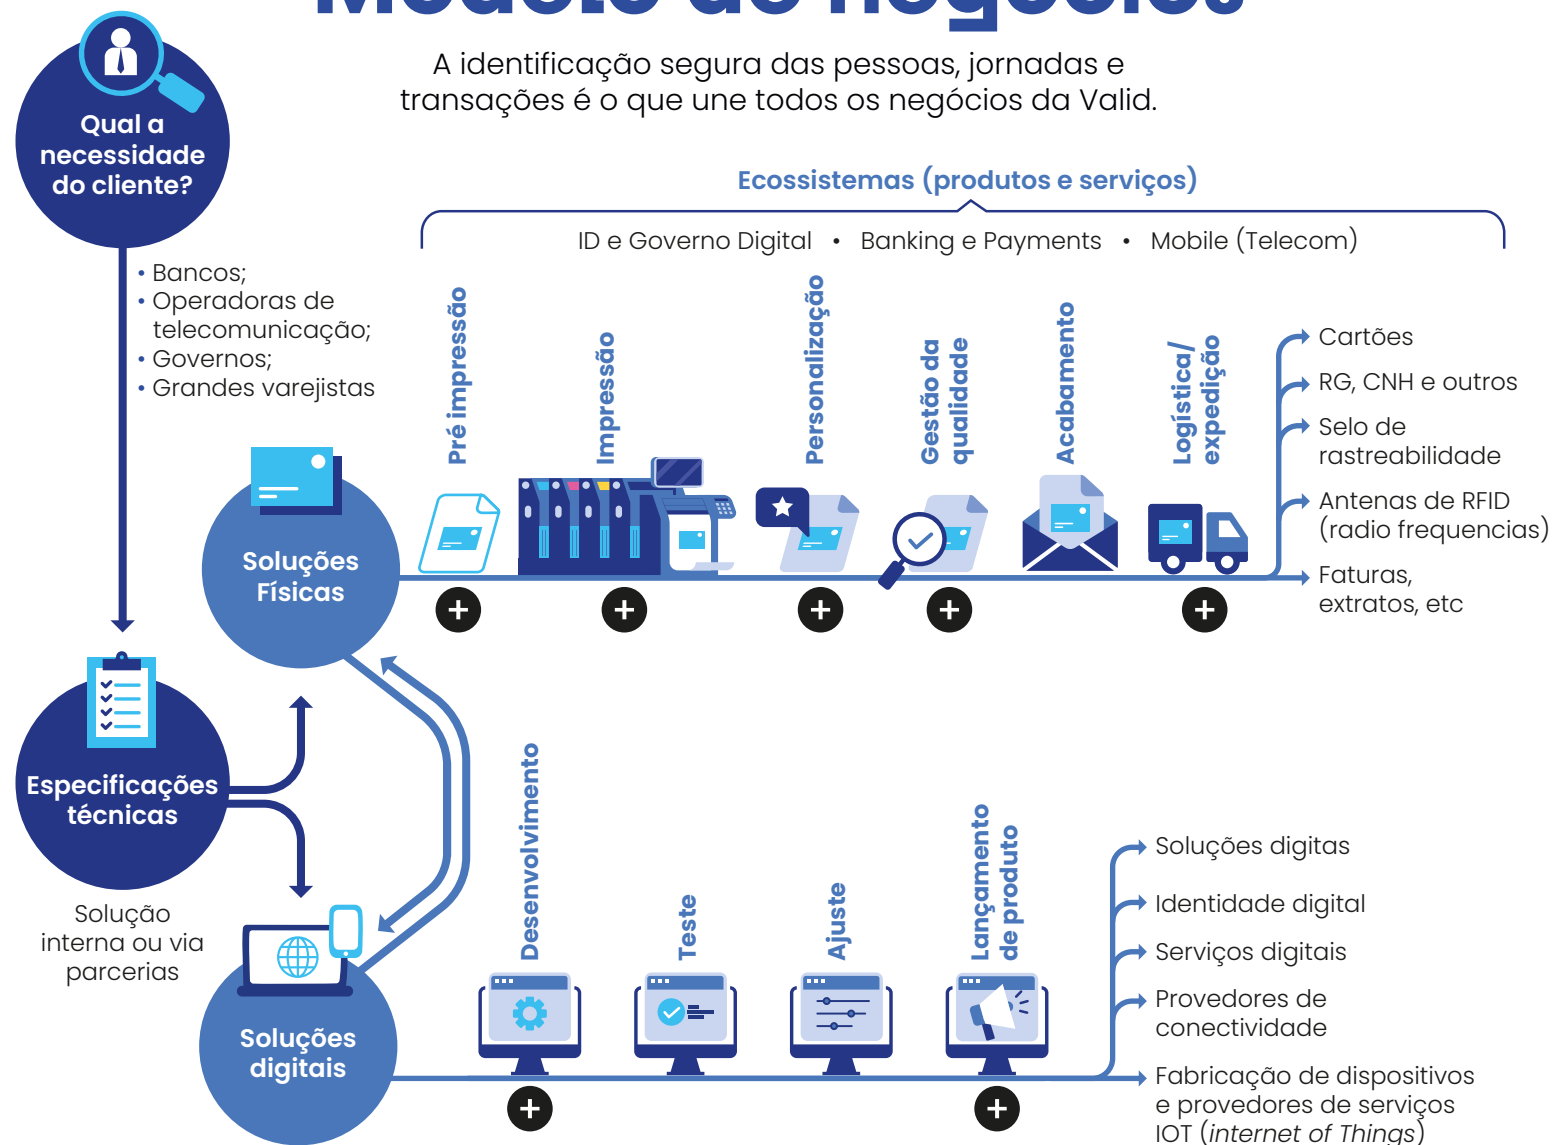 Modelo de negócios
A identificação segura das pessoas, jornadas e
transações é o que une todos os negócios da Valid.
Qual a
necessidade
do cliente?
• Bancos;
• Operadoras de
telecomunicação;
• Governos;
• Grandes varejistas
Ecossistemas (produtos e serviços)
ID e Governo Digital • Banking e Payments • Mobile (Telecom)
Soluções
Físicas
Pré impressão
Impressão
Personalização
Gestão da
qualidade
Acabamento
Logística/
expedição
Cartões
RG, CNH e outros
Selo de
rastreabilidade
Antenas de RFID
(radio frequencias)
Faturas,
extratos, etc
Especificações
técnicas
Solução
interna ou via
parcerias
Soluções
digitais
Desenvolvimento
Teste
Ajuste
Lançamento
de produto
Soluções digitas
Identidade digital
Serviços digitais
Provedores de
conectividade
Fabricação de dispositivos
e provedores de serviços
IOT (internet of Things)